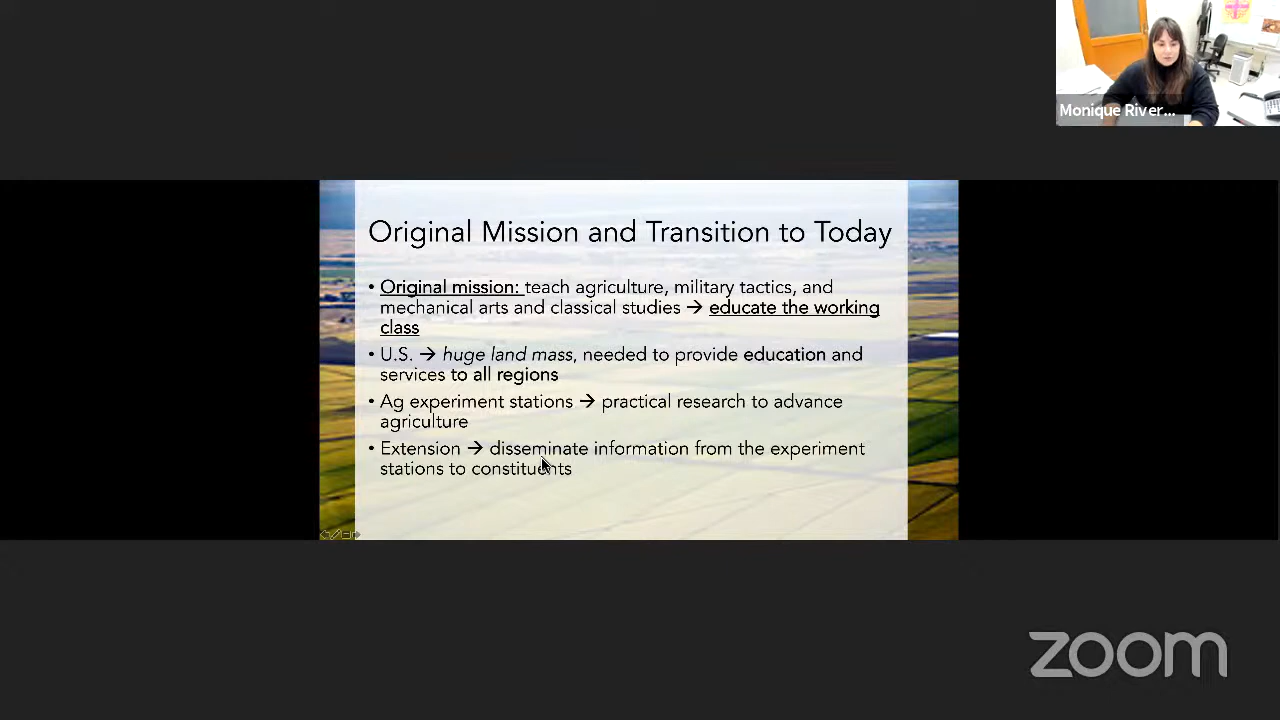 Monique River...
Original Mission and Transition to Today
• Original mission: teach agriculture, military tactics, and
mechanical arts and classical studies → educate the working
class
• U.S. → huge land mass, needed to provide education and
services to all regions
• Ag experiment stations → practical research to advance
agriculture
• Extension → disseminate information from the experiment
stations to constituents
zoom